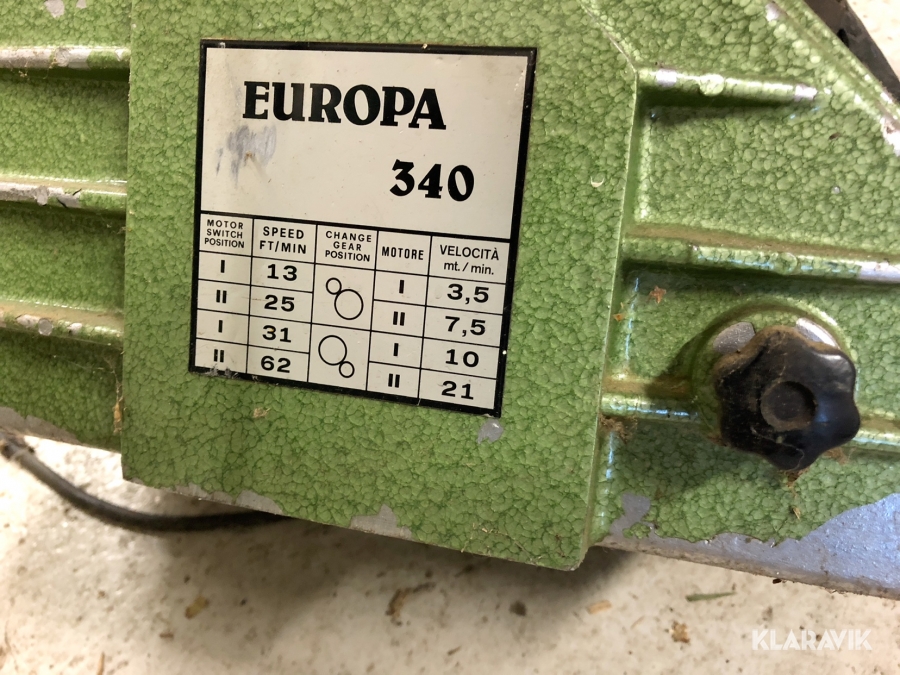 EUROPA
340
MOTOR SWITCH POSITION | SPEED FT/MIN | CHANGE GEAR POSITION | MOTORE | VELOCITÀ mt./min.
I | 13 | I | 3,5
II | 25 | II | 7,5
I | 31 | I | 10
II | 62 | II | 21
KLARAVIK